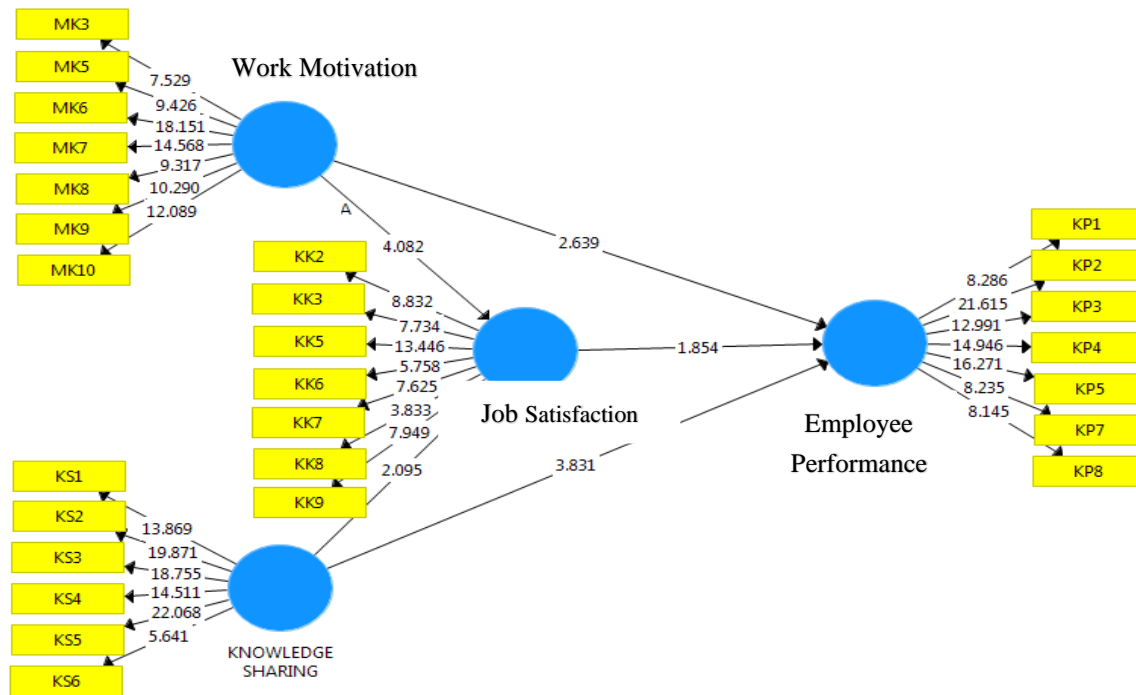 MK3
MK5
MK6
MK7
MK8
MK9
MK10
7.529
9.426
18.151
14.568
9.317
10.290
12.089
Work Motivation
A
4.082
2.639
KK2
KK3
KK5
KK6
KK7
KK8
KK9
8.832
7.734
13.446
5.758
7.625
3.833
7.949
2.095
Job Satisfaction
1.854
3.831
KP1
KP2
KP3
KP4
KP5
KP7
KP8
8.286
21.615
12.991
14.946
16.271
8.235
8.145
Employee
Performance
KS1
KS2
KS3
KS4
KS5
KS6
13.869
19.871
18.755
14.511
22.068
5.641
KNOWLEDGE
SHARING